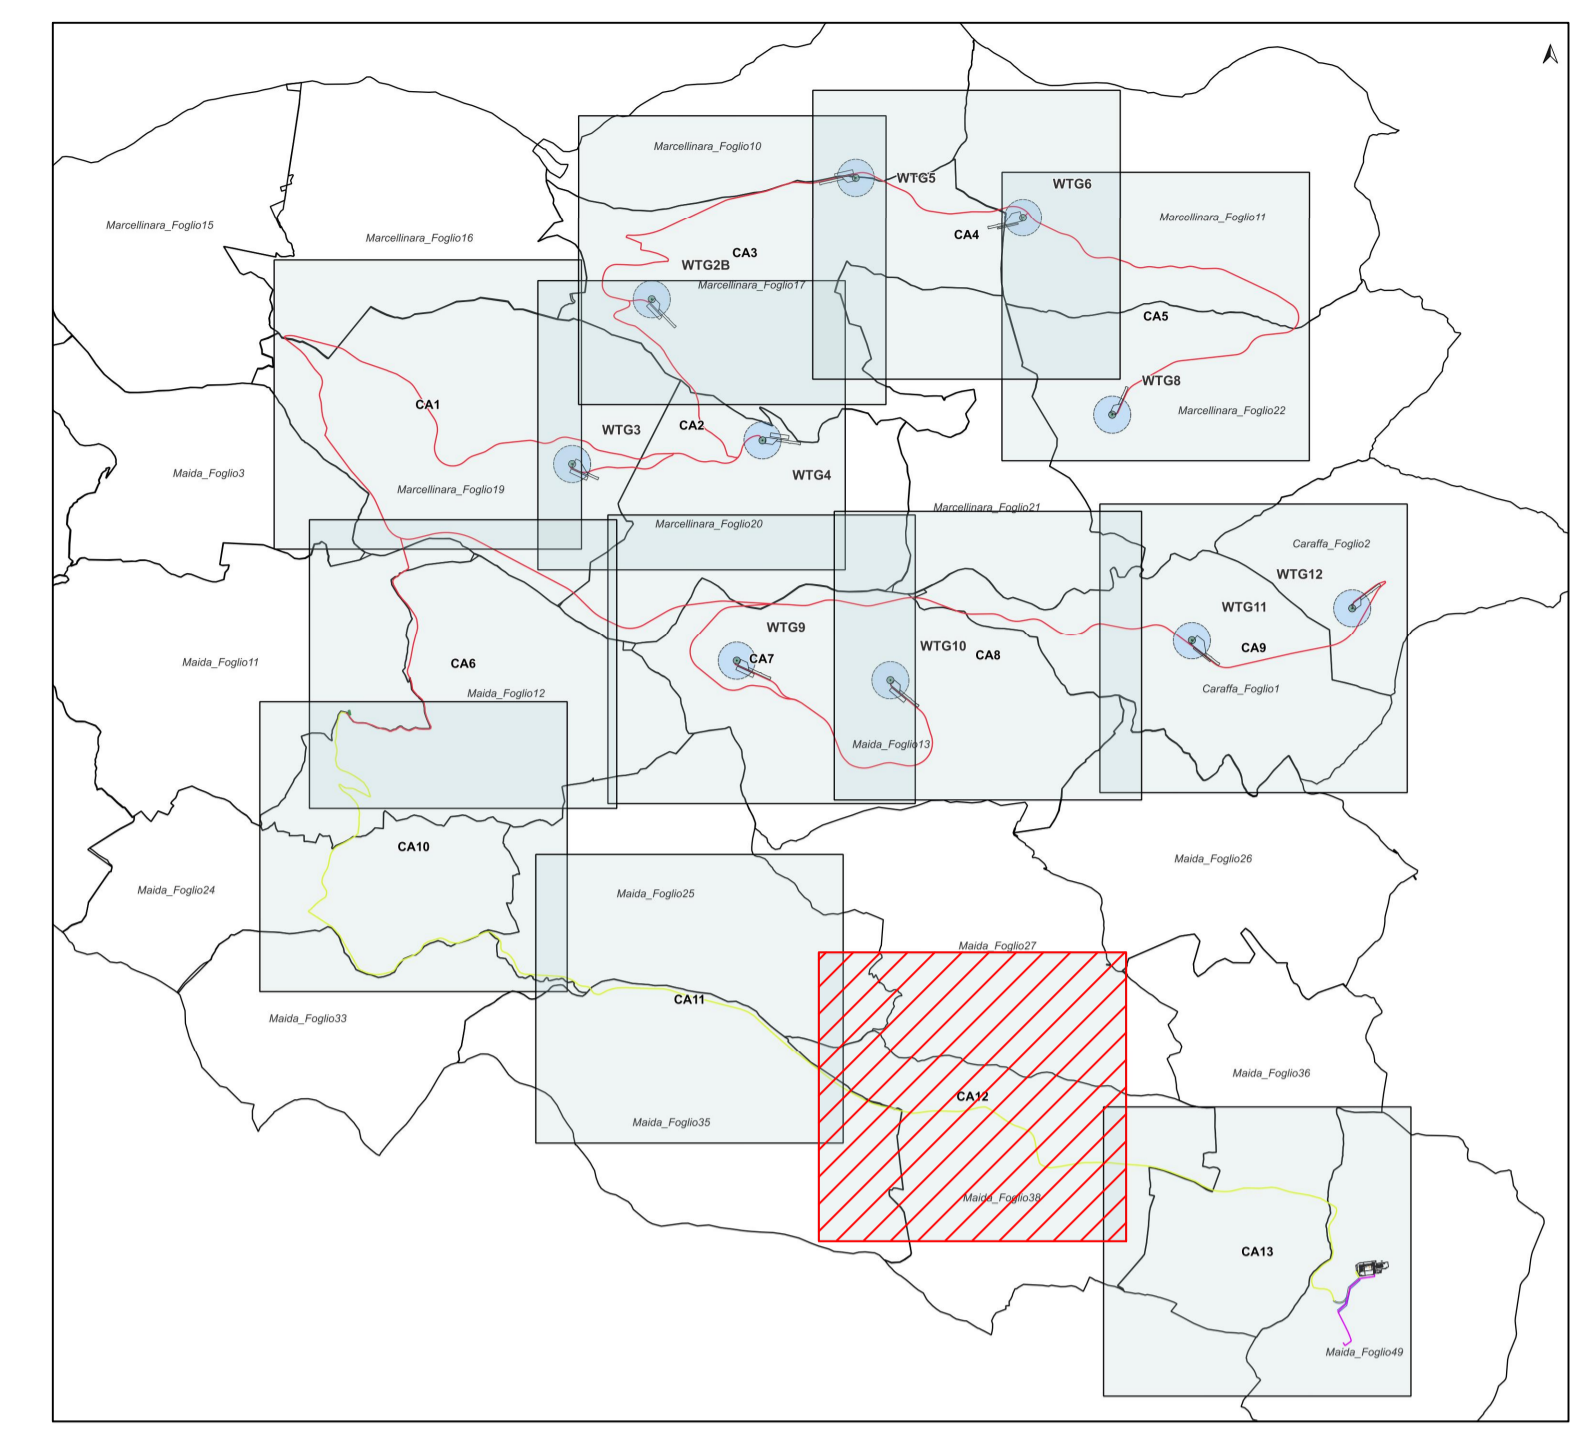 Marcellinara_Foglio10
WTG5
WTG6
Marcellinara_Foglio15
Marcellinara_Foglio16
Marcellinara_Foglio11
CA4
CA3
WTG2B
Marcellinara_Foglio17
CA5
WTG8
CA1
Marcellinara_Foglio22
WTG3
CA2
Maida_Foglio3
WTG4
Marcellinara_Foglio19
Marcellinara_Foglio21
Marcellinara_Foglio20
Caraffa_Foglio2
WTG12
WTG11
WTG9
WTG10
CA9
CA8
CA7
Maida_Foglio11
CA6
Maida_Foglio12
Caraffa_Foglio1
Maida_Foglio13
CA10
Maida_Foglio26
Maida_Foglio24
Maida_Foglio25
Maida_Foglio27
CA11
Maida_Foglio33
Maida_Foglio36
CA12
Maida_Foglio35
Maida_Foglio38
CA13
Maida_Foglio49